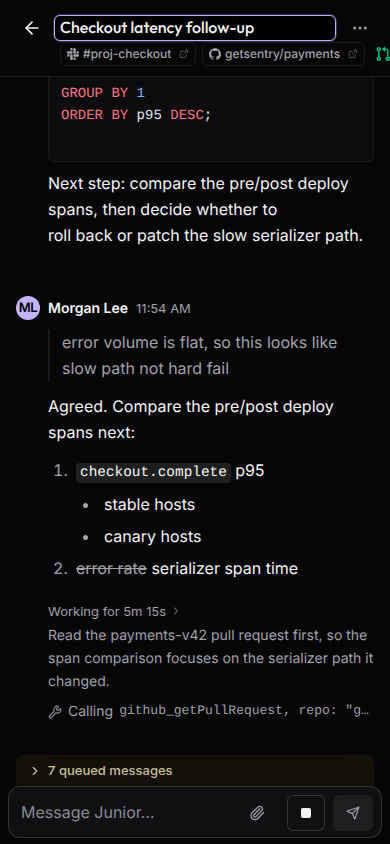 Checkout latency follow-up
#proj-checkout getsentry/payments
GROUP BY 1
ORDER BY p95 DESC;
Next step: compare the pre/post deploy
spans, then decide whether to
roll back or patch the slow serializer path.
ML Morgan Lee 11:54 AM
error volume is flat, so this looks like
slow path not hard fail
Agreed. Compare the pre/post deploy
spans next:
1. checkout.complete p95
• stable hosts
• canary hosts
2. error rate serializer span time
Working for 5m 15s
Read the payments-v42 pull request first, so the
span comparison focuses on the serializer path it
changed.
Calling github_getPullRequest, repo: "g…
7 queued messages
Message Junior...